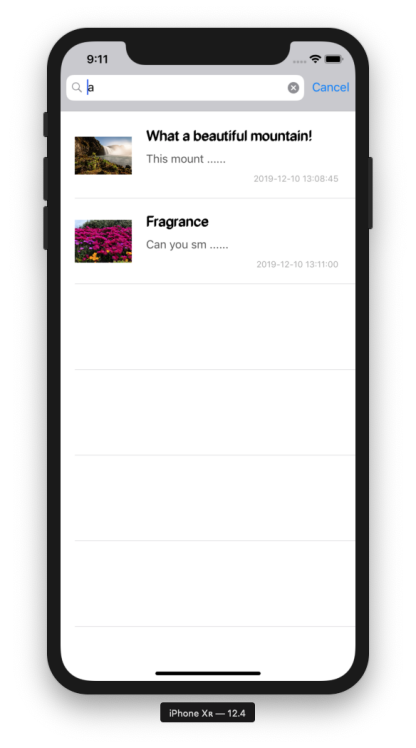 9:11
a
Cancel
What a beautiful mountain!
This mount ......
2019-12-10 13:08:45
Fragrance
Can you sm ......
2019-12-10 13:11:00
iPhone Xʀ — 12.4